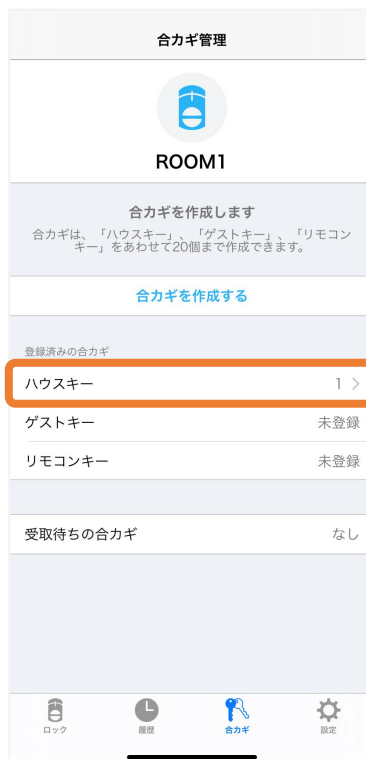 合カギ管理
ROOM1
合カギを作成します
合カギは、「ハウスキー」、「ゲストキー」、「リモコン
キー」をあわせて20個まで作成できます。
合カギを作成する
登録済みの合カギ
ハウスキー 1
ゲストキー 未登録
リモコンキー 未登録
受取待ちの合カギ なし
ロック 履歴 合カギ 設定